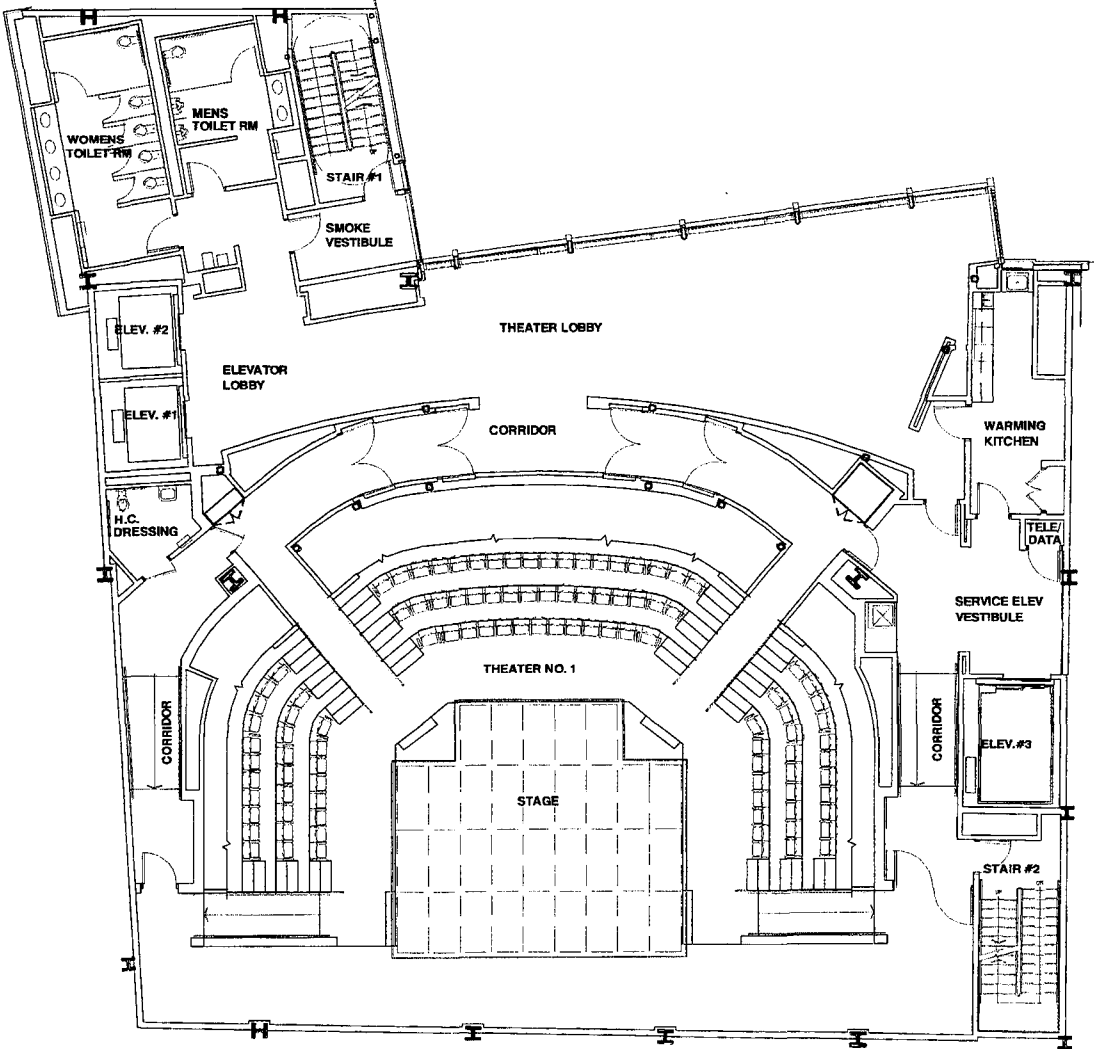 WOMENS
TOILET RM
MENS
TOILET RM
STAIR #1
SMOKE
VESTIBULE
ELEV. #2
THEATER LOBBY
ELEVATOR
LOBBY
ELEV. #1
CORRIDOR
WARMING
KITCHEN
H.C.
DRESSING
TELE/
DATA
SERVICE ELEV
VESTIBULE
THEATER NO. 1
CORRIDOR
CORRIDOR
ELEV.#3
STAGE
STAIR #2